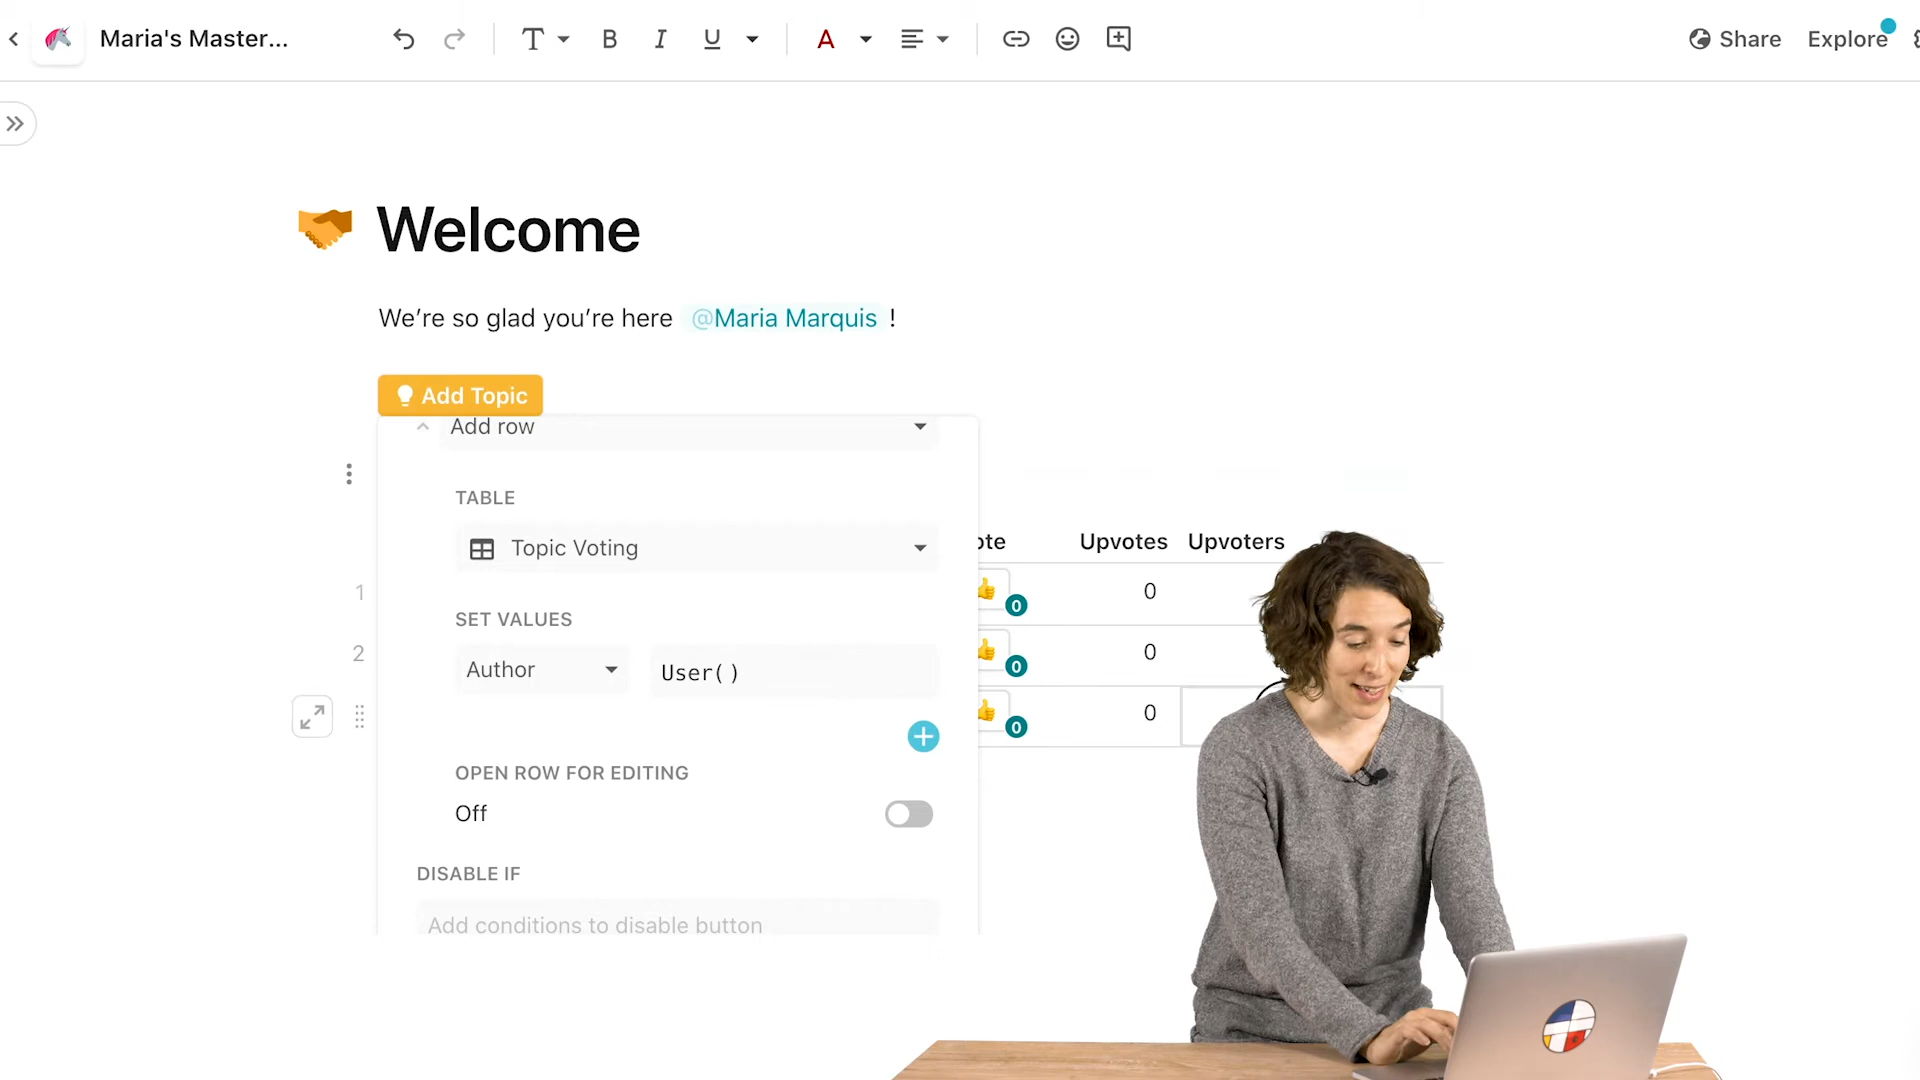 Maria's Master...
T
B
I
U
A
Share
Explore
Welcome
We’re so glad you’re here @Maria Marquis !
Add Topic
Add row
TABLE
Topic Voting
ote Upvotes Upvoters
1
0
0
SET VALUES
2
0
0
Author
User()
0
0
OPEN ROW FOR EDITING
Off
DISABLE IF
Add conditions to disable button